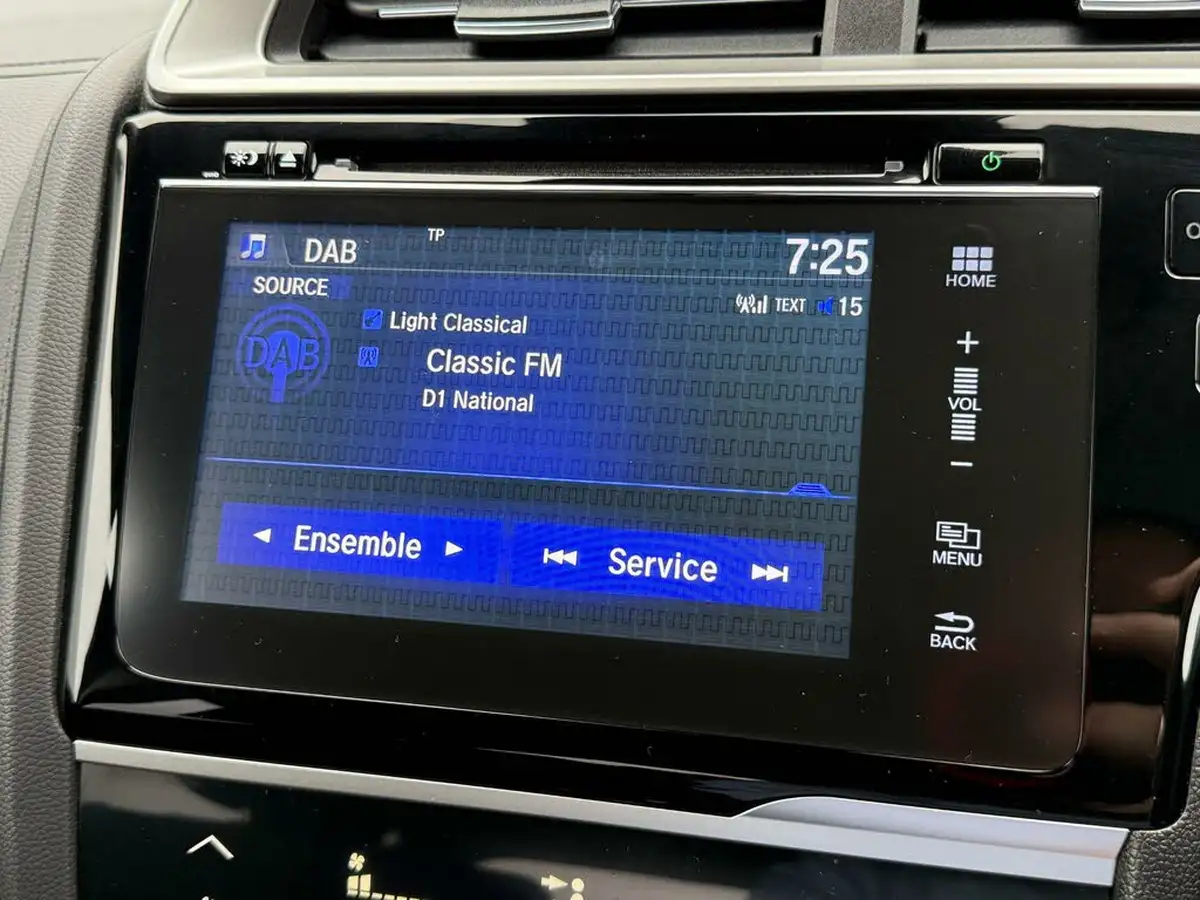 TP
DAB
7:25
SOURCE
TEXT 15
DAB
Light Classical
Classic FM
D1 National
Ensemble
Service
HOME
+
VOL
−
MENU
BACK